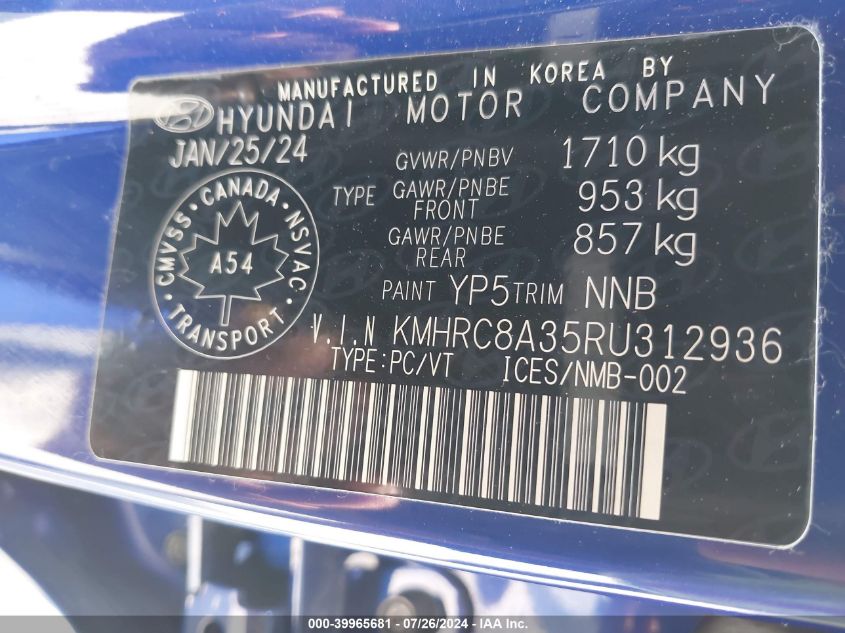 MANUFACTURED IN KOREA BY
HYUNDAI MOTOR COMPANY
JAN/25/24
GVWR/PNBV 1710 kg
TYPE GAWR/PNBE FRONT 953 kg
GAWR/PNBE REAR 857 kg
CMVSS · CANADA · NSVAC
A54
TRANSPORT
PAINT YP5 TRIM NNB
V.I.N KMHRC8A35RU312936
TYPE:PC/VT ICES/NMB-002
000-39965681 - 07/26/2024 - IAA Inc.